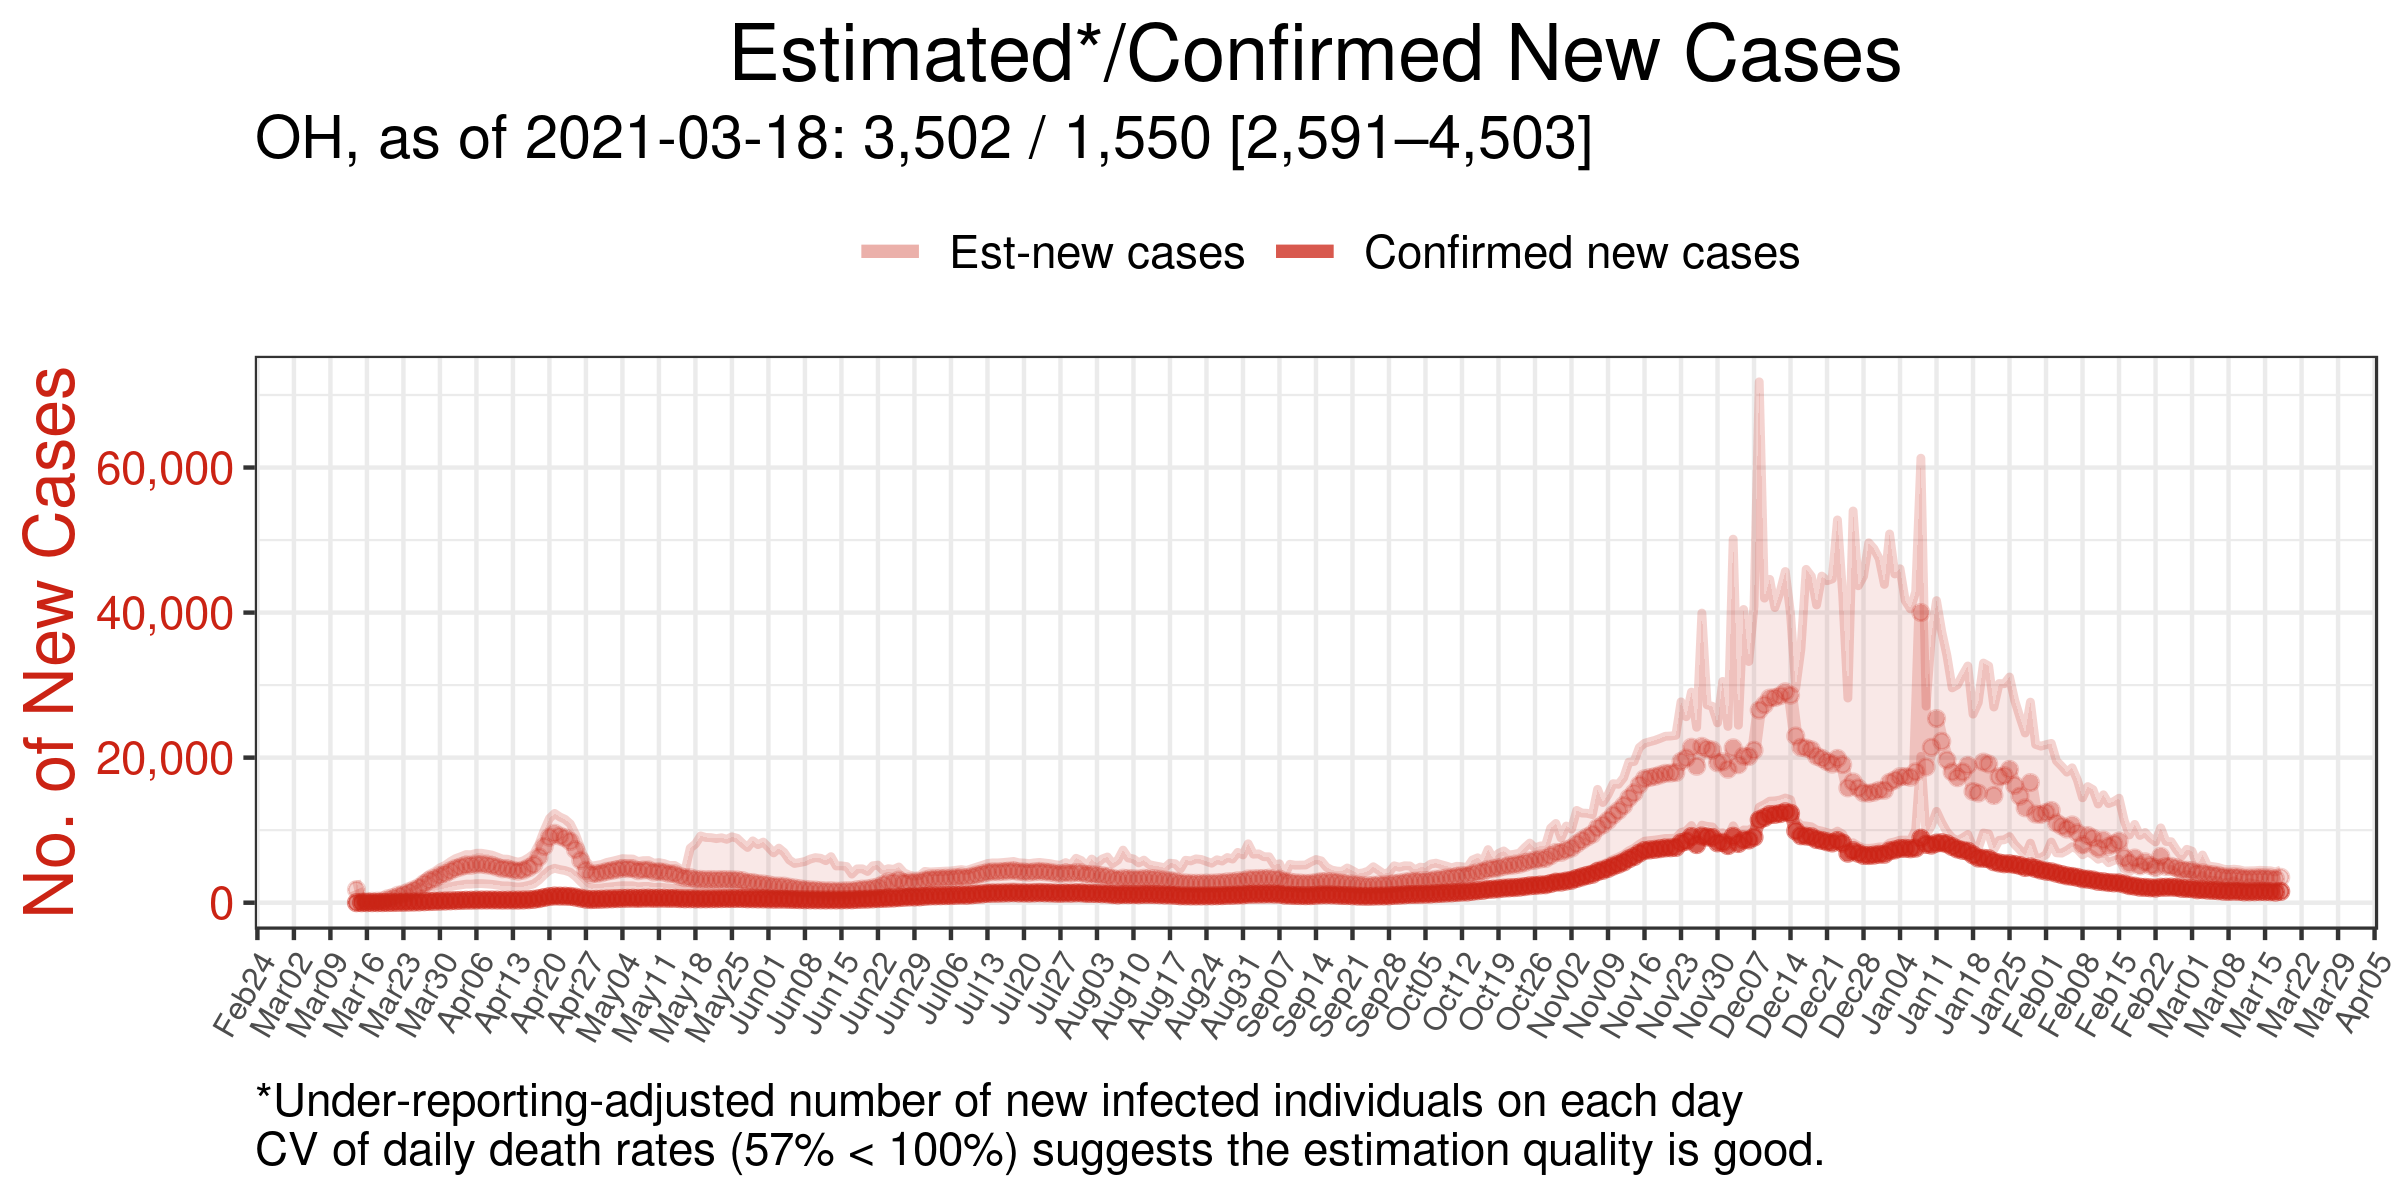 Estimated*/Confirmed New Cases
OH, as of 2021-03-18: 3,502 / 1,550 [2,591–4,503]
Est-new cases
Confirmed new cases
No. of New Cases
60,000
40,000
20,000
0
Feb24
Mar02
Mar09
Mar16
Mar23
Mar30
Apr06
Apr13
Apr20
Apr27
May04
May11
May18
May25
Jun01
Jun08
Jun15
Jun22
Jun29
Jul06
Jul13
Jul20
Jul27
Aug03
Aug10
Aug17
Aug24
Aug31
Sep07
Sep14
Sep21
Sep28
Oct05
Oct12
Oct19
Oct26
Nov02
Nov09
Nov16
Nov23
Nov30
Dec07
Dec14
Dec21
Dec28
Jan04
Jan11
Jan18
Jan25
Feb01
Feb08
Feb15
Feb22
Mar01
Mar08
Mar15
Mar22
Mar29
Apr05
*Under-reporting-adjusted number of new infected individuals on each day
CV of daily death rates (57% < 100%) suggests the estimation quality is good.